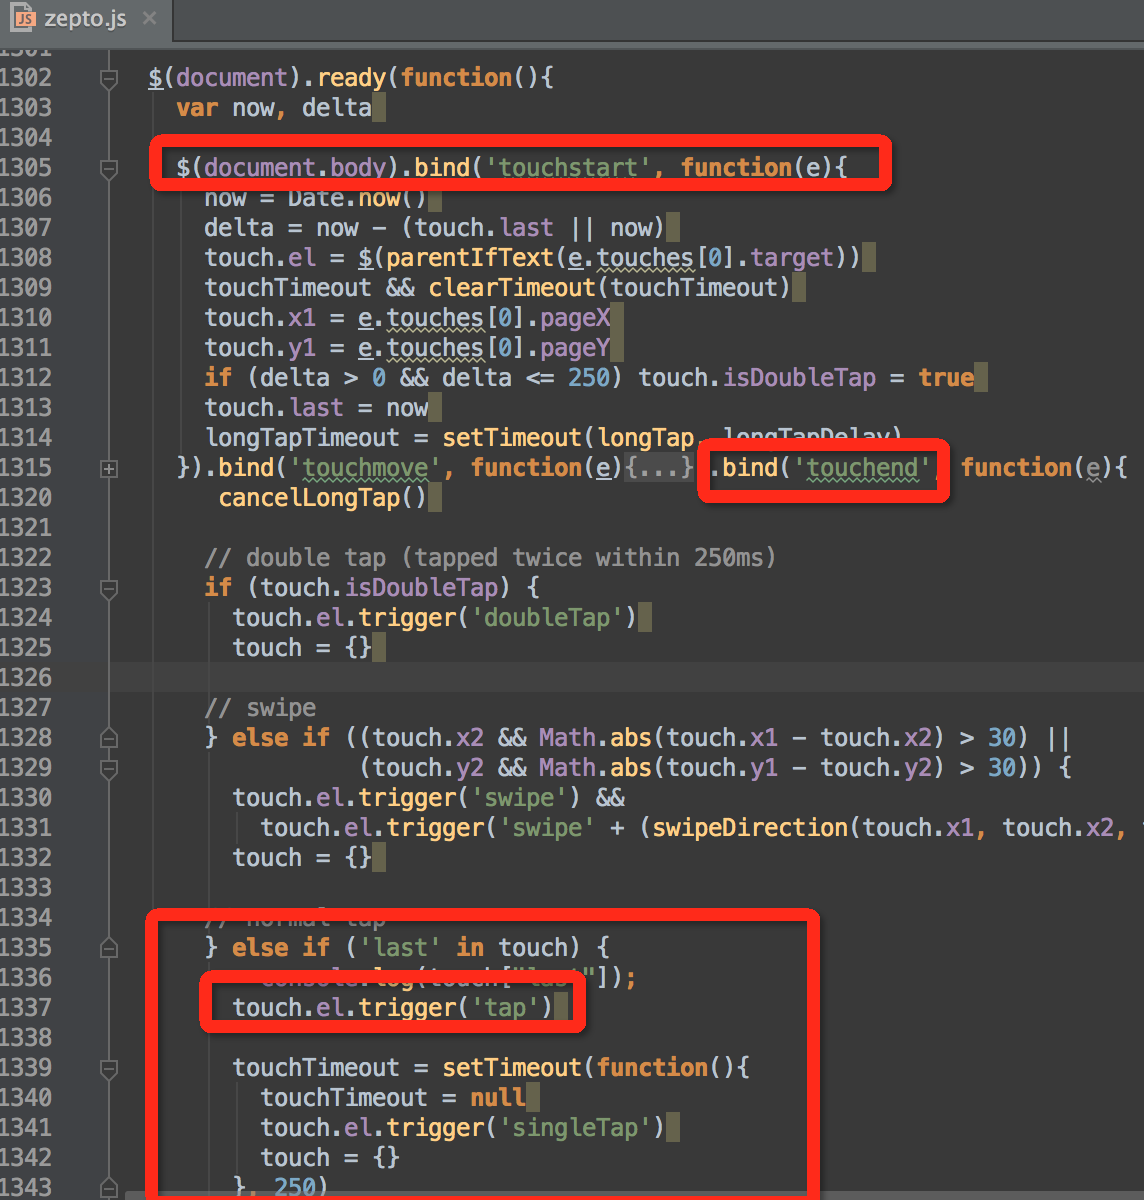 JS zepto.js ×
1301
1302 $(document).ready(function(){
1303 var now, delta
1304
1305 $(document.body).bind('touchstart', function(e){
1306 now = Date.now()
1307 delta = now - (touch.last || now)
1308 touch.el = $(parentIfText(e.touches[0].target))
1309 touchTimeout && clearTimeout(touchTimeout)
1310 touch.x1 = e.touches[0].pageX
1311 touch.y1 = e.touches[0].pageY
1312 if (delta > 0 && delta <= 250) touch.isDoubleTap = true
1313 touch.last = now
1314 longTapTimeout = setTimeout(longTap, longTapDelay)
1315 }).bind('touchmove', function(e){...}).bind('touchend', function(e){
1320 cancelLongTap()
1321
1322 // double tap (tapped twice within 250ms)
1323 if (touch.isDoubleTap) {
1324 touch.el.trigger('doubleTap')
1325 touch = {}
1326
1327 // swipe
1328 } else if ((touch.x2 && Math.abs(touch.x1 - touch.x2) > 30) ||
1329 (touch.y2 && Math.abs(touch.y1 - touch.y2) > 30)) {
1330 touch.el.trigger('swipe') &&
1331 touch.el.trigger('swipe' + (swipeDirection(touch.x1, touch.x2,
1332 touch = {}
1333
1334 // normal tap
1335 } else if ('last' in touch) {
1336 console.log(touch["last"]);
1337 touch.el.trigger('tap')
1338
1339 touchTimeout = setTimeout(function(){
1340 touchTimeout = null
1341 touch.el.trigger('singleTap')
1342 touch = {}
1343 }, 250)